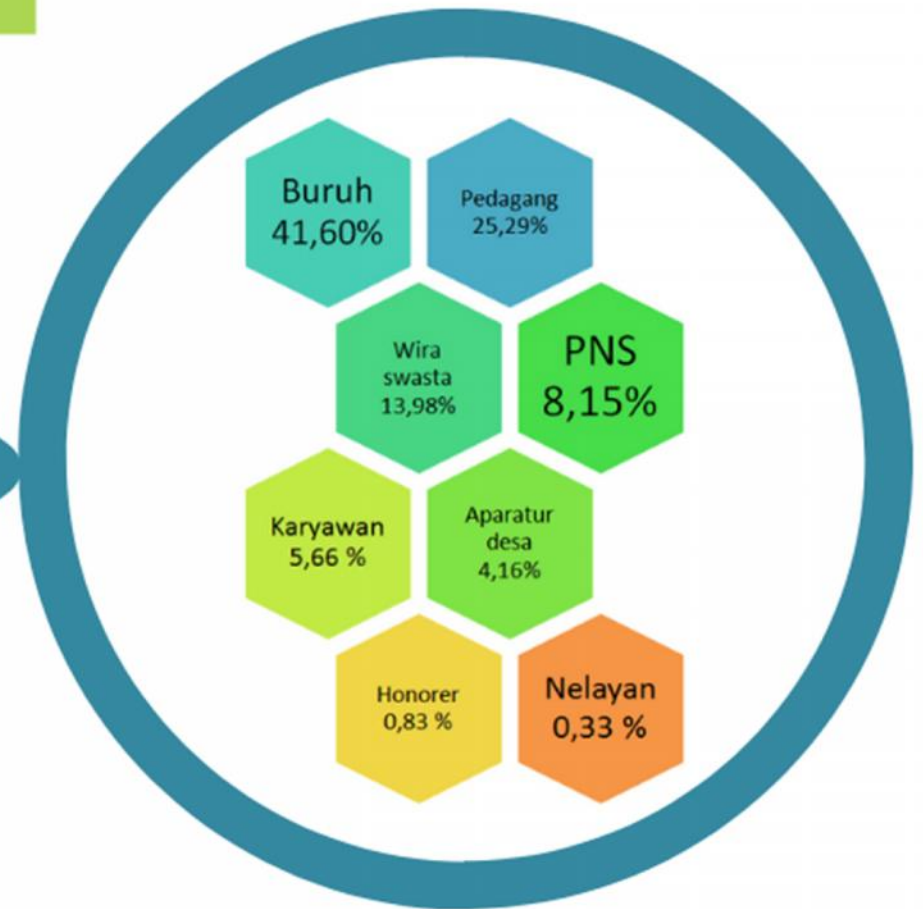 Buruh
41,60%
Pedagang
25,29%
Wira
swasta
13,98%
PNS
8,15%
Karyawan
5,66 %
Aparatur
desa
4,16%
Honorer
0,83 %
Nelayan
0,33 %